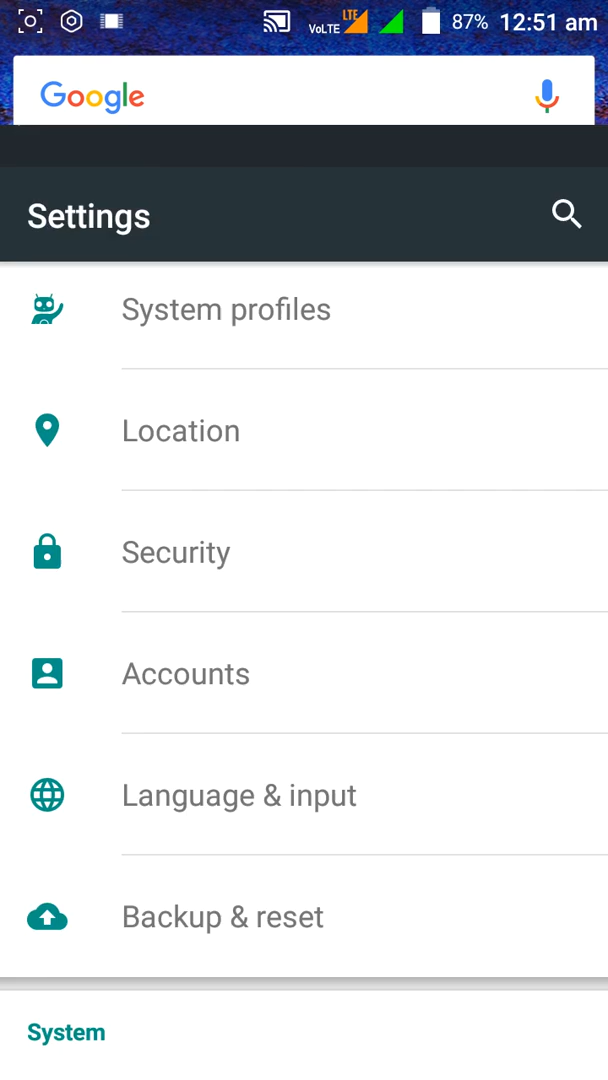 VoLTE LTE 87% 12:51 am
Google
Settings
System profiles
Location
Security
Accounts
Language & input
Backup & reset
System